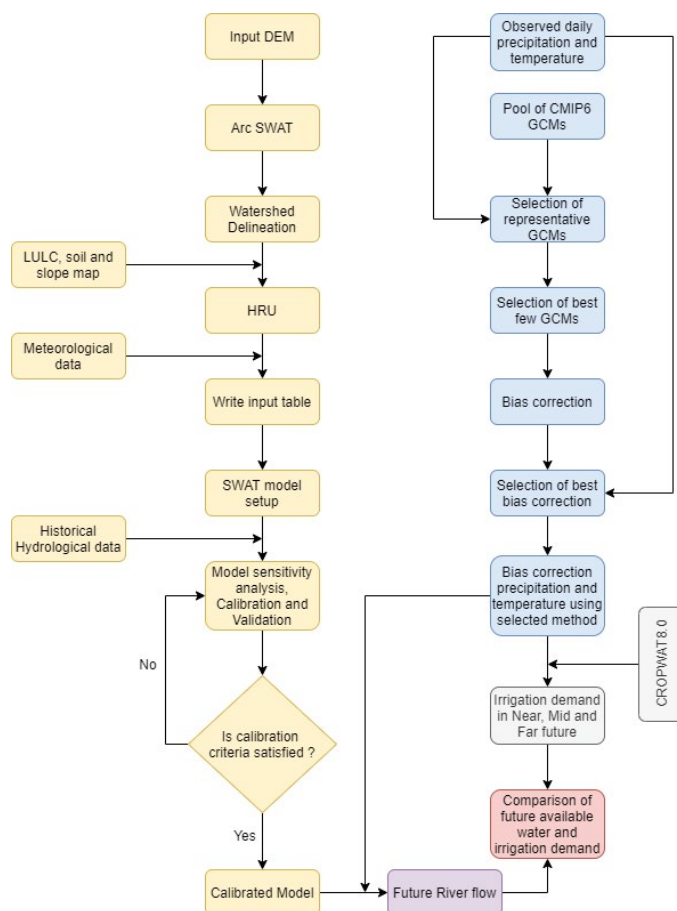 Input DEM
Arc SWAT
Watershed
Delineation
LULC, soil and
slope map
HRU
Meteorological
data
Write input table
SWAT model
setup
Historical
Hydrological data
Model sensitivity
analysis,
Calibration and
Validation
No
Is calibration
criteria satisfied ?
Yes
Calibrated Model
Future River flow
Observed daily
precipitation and
temperature
Pool of CMIP6
GCMs
Selection of
representative
GCMs
Selection of best
few GCMs
Bias correction
Selection of best
bias correction
Bias correction
precipitation and
temperature using
selected method
CROPWAT8.0
Irrigation demand
in Near, Mid and
Far future
Comparison of
future available
water and
irrigation demand